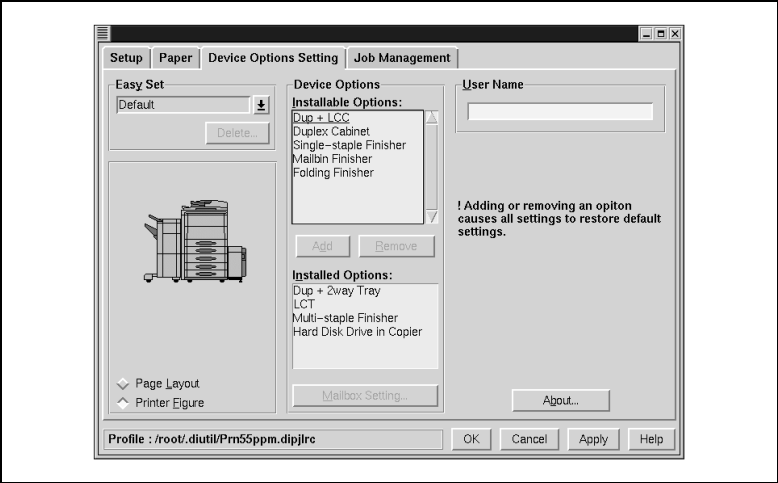 Setup Paper Device Options Setting Job Management
Easy Set
Default
Delete...
Page Layout
Printer Figure
Device Options
Installable Options:
Dup + LCC
Duplex Cabinet
Single-staple Finisher
Mailbin Finisher
Folding Finisher
Add Remove
Installed Options:
Dup + 2way Tray
LCT
Multi-staple Finisher
Hard Disk Drive in Copier
Mailbox Setting...
User Name
! Adding or removing an opiton
causes all settings to restore default
settings.
About...
Profile : /root/.diutil/Prn55ppm.dipjlrc
OK Cancel Apply Help